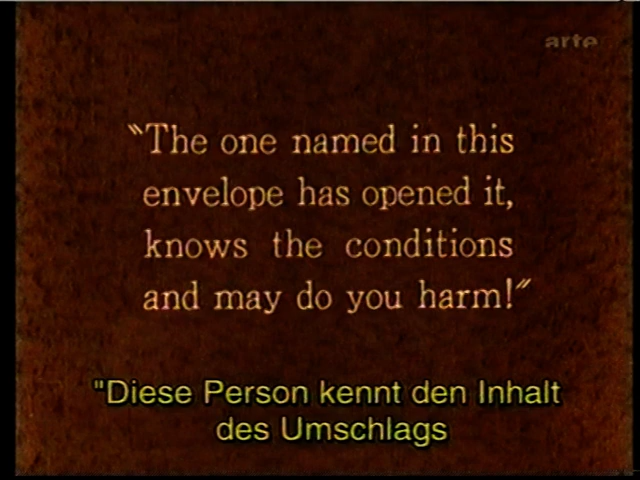 arte
"The one named in this
envelope has opened it,
knows the conditions
and may do you harm!"
"Diese Person kennt den Inhalt
des Umschlags